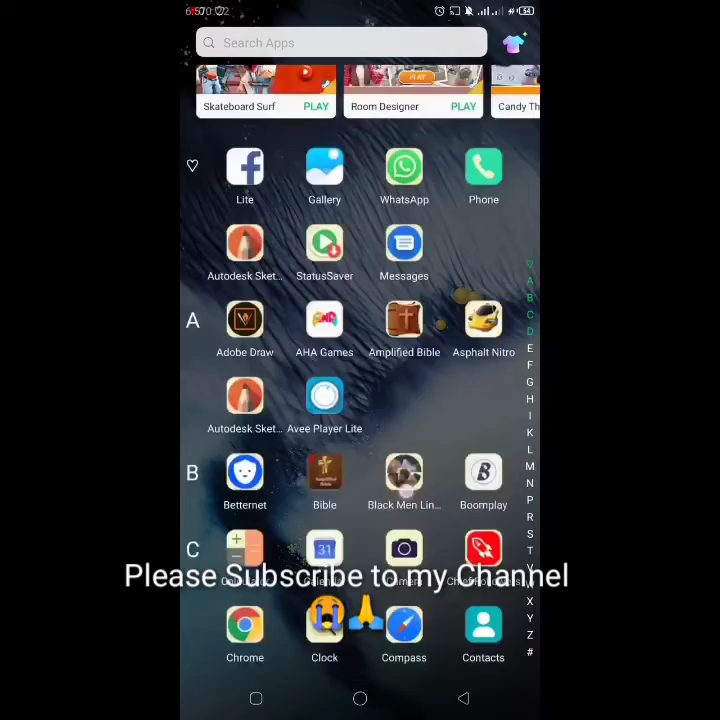 54
Search Apps
Skateboard Surf PLAY
PLAY
Room Designer PLAY
Candy Th
Lite Gallery WhatsApp Phone
Autodesk Sket... StatusSaver Messages
A
Adobe Draw AHA Games Amplified Bible Asphalt Nitro
Autodesk Sket... Avee Player Lite
B
Betternet Bible Black Men Lin... Boomplay
C
31
Please Subscribe to my Channel
😭🙏
Chrome Clock Compass Contacts
A
B
C
D
E
F
G
H
I
K
L
M
N
P
R
S
T
X
Y
Z
#